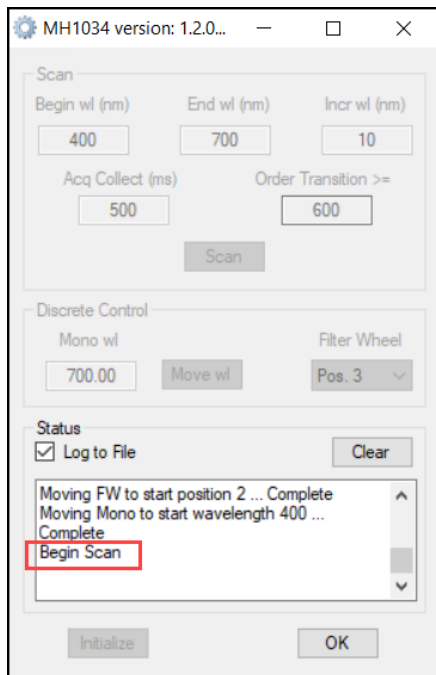 MH1034 version: 1.2.0...
Scan
Begin wl (nm) End wl (nm) Incr wl (nm)
400 700 10
Acq Collect (ms) Order Transition >=
500 600
Scan
Discrete Control
Mono wl Filter Wheel
700.00 Move wl Pos. 3
Status
Log to File Clear
Moving FW to start position 2 ... Complete
Moving Mono to start wavelength 400 ...
Complete
Begin Scan
Initialize OK